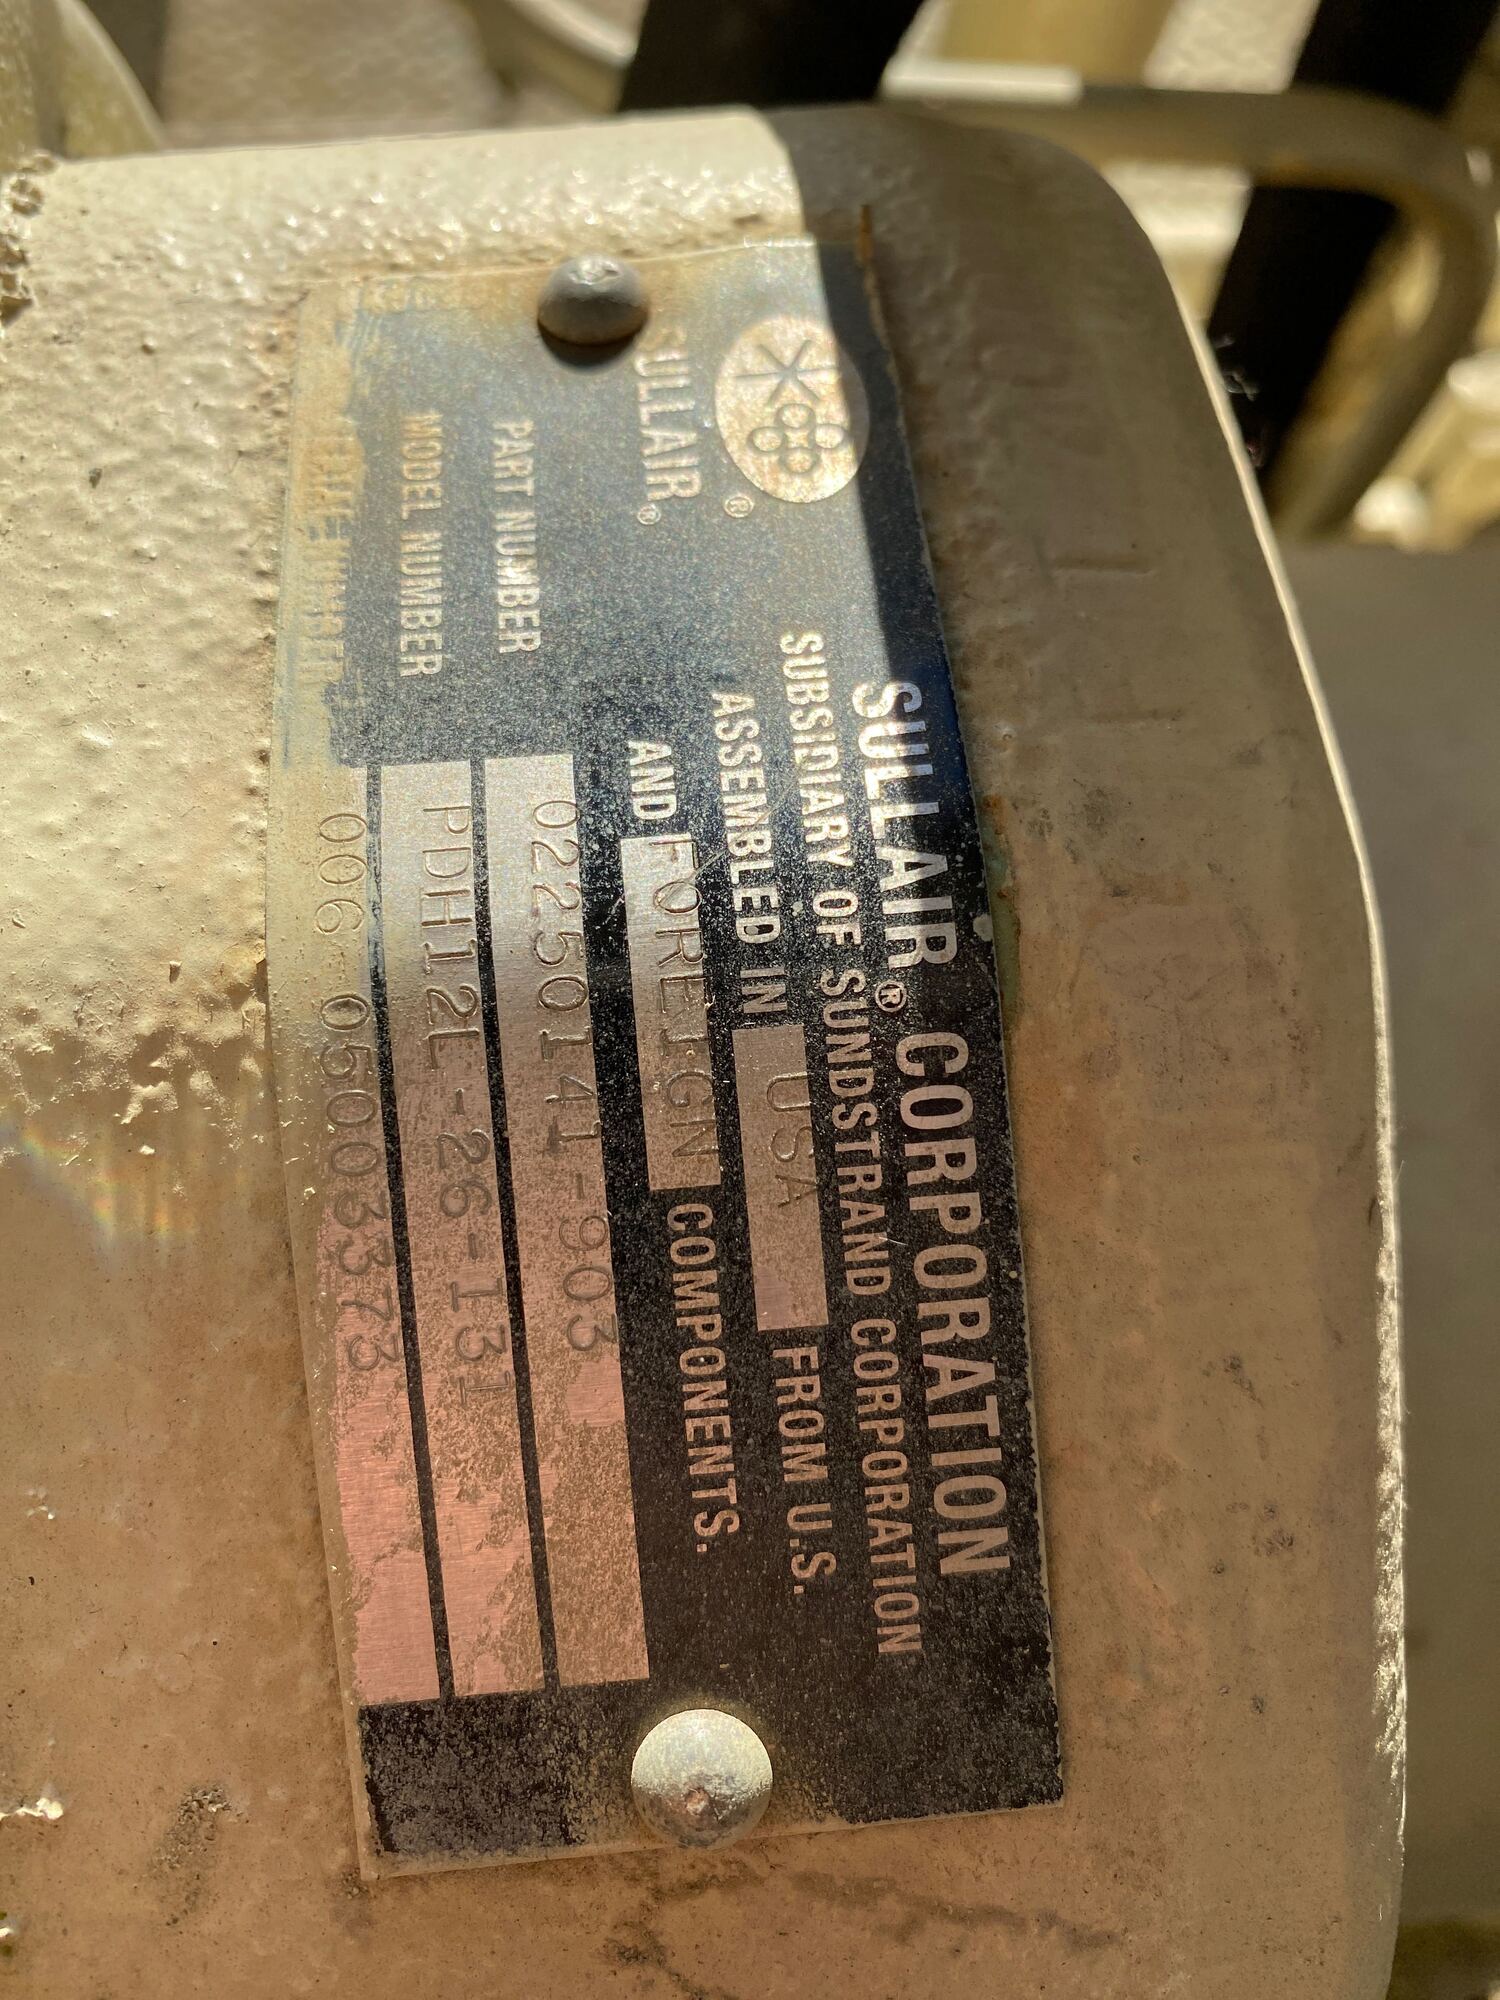 SULLAIR® CORPORATION
SUBSIDIARY OF SUNDSTRAND CORPORATION
ASSEMBLED IN USA FROM U.S.
AND FOREIGN COMPONENTS.
®
SULLAIR®
PART NUMBER 02250141-903
MODEL NUMBER PDH12L-26-131
NUMBER 006-05003373